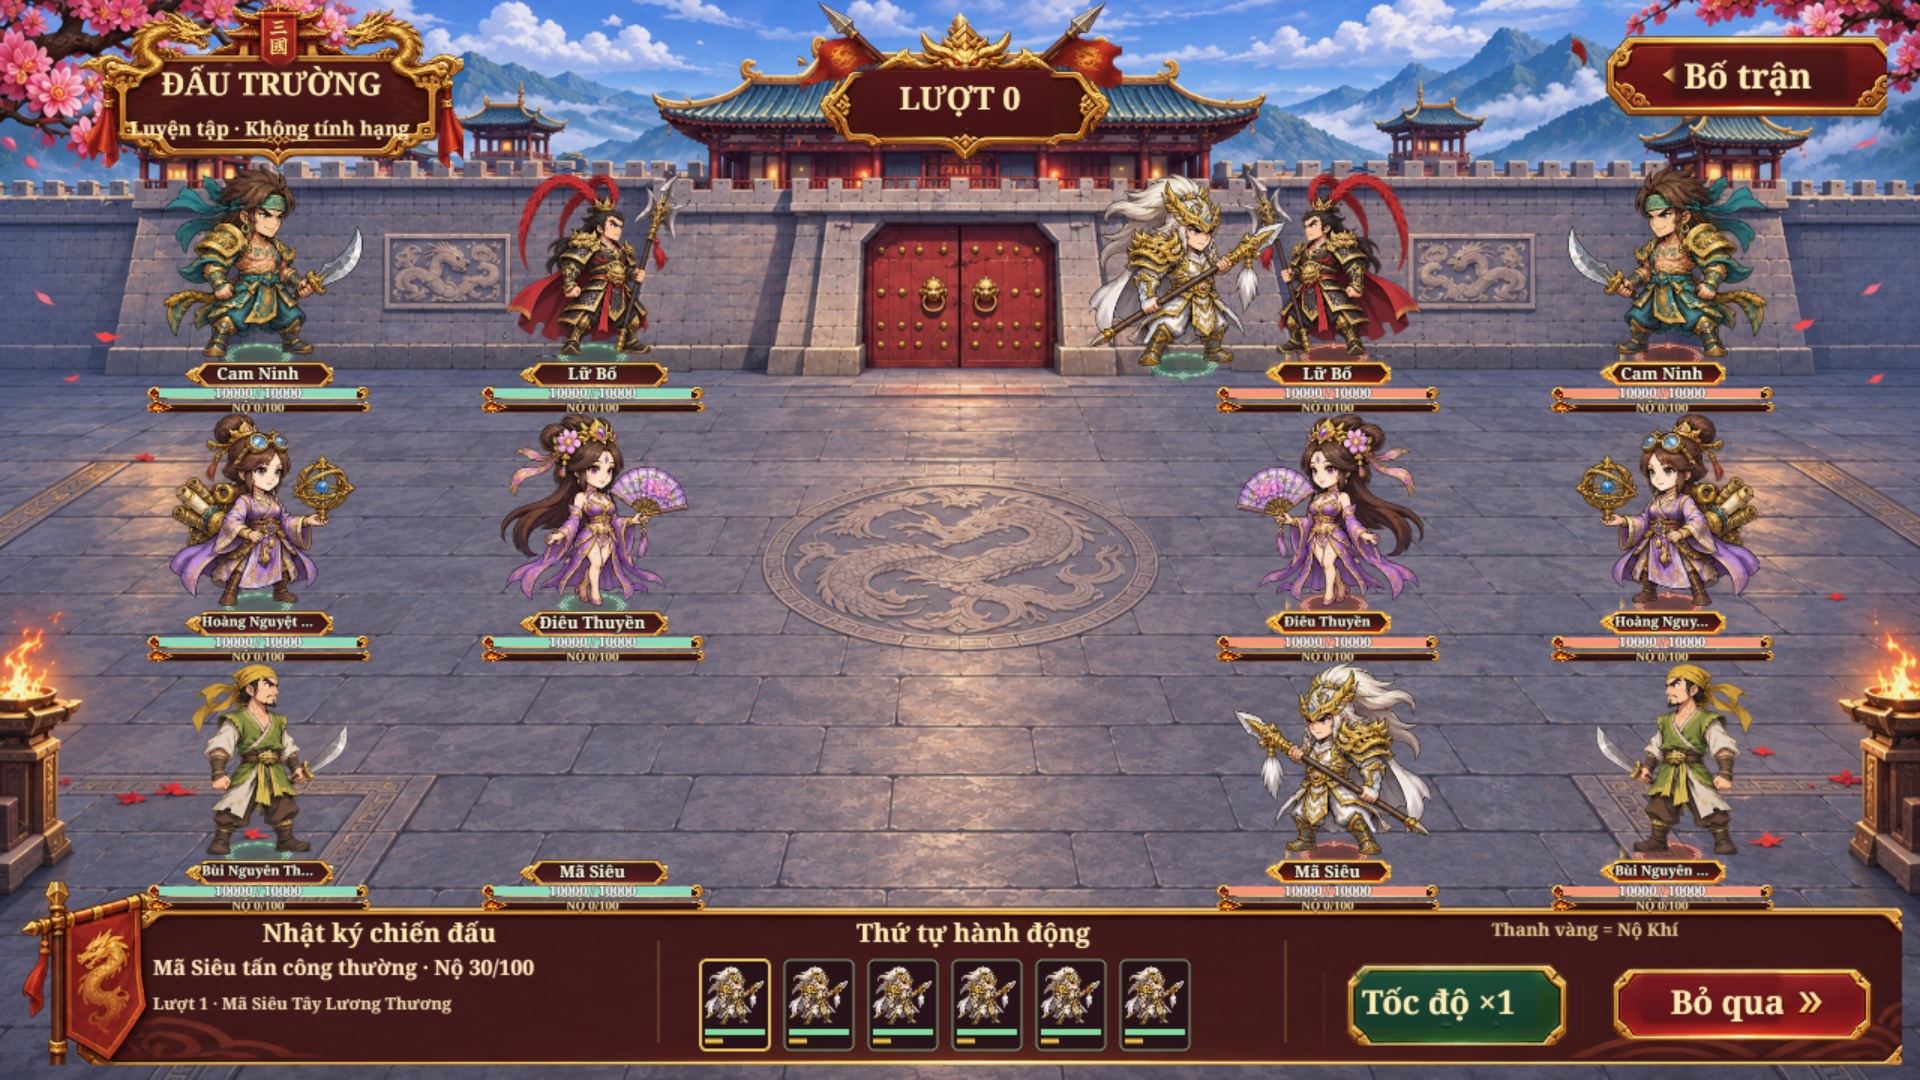 三國
ĐẤU TRƯỜNG
Luyện tập · Không tính hạng
LƯỢT 0
Bố trận
Cam Ninh
10000 / 10000
NỘ 0/100
Lữ Bố
10000 / 10000
NỘ 0/100
Lữ Bố
10000 / 10000
NỘ 0/100
Cam Ninh
10000 / 10000
NỘ 0/100
Hoàng Nguyệt ...
10000 / 10000
NỘ 0/100
Điêu Thuyền
10000 / 10000
NỘ 0/100
Điêu Thuyền
10000 / 10000
NỘ 0/100
Hoàng Nguy...
10000 / 10000
NỘ 0/100
Bùi Nguyên Th...
10000 / 10000
NỘ 0/100
Mã Siêu
10000 / 10000
NỘ 0/100
Mã Siêu
10000 / 10000
NỘ 0/100
Bùi Nguyên ...
10000 / 10000
NỘ 0/100
Nhật ký chiến đấu
Mã Siêu tấn công thường · Nộ 30/100
Lượt 1 · Mã Siêu Tây Lương Thương
Thứ tự hành động
Thanh vàng = Nộ Khí
Tốc độ ×1
Bỏ qua »